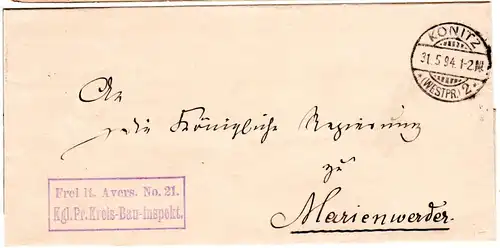 KONITZ
31.5.94.1-2N.
*(WESTPR.)2*
An
die Königliche Regierung
zu
Marienwerder.
Frei lt. Avers. No. 21.
Kgl. Pr. Kreis-Bau-Inspekt.